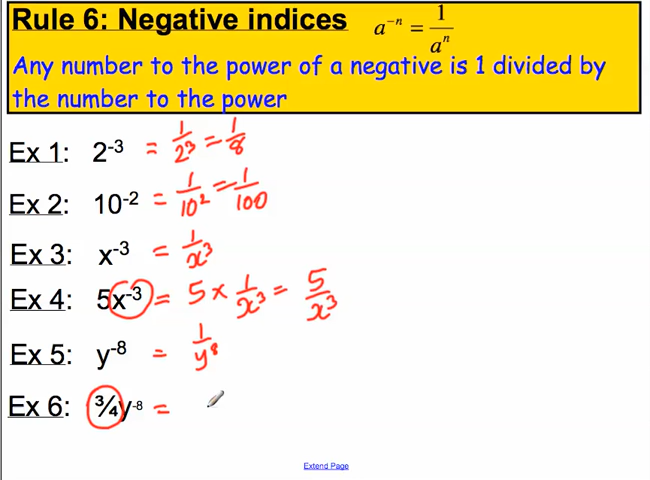 Rule 6: Negative indices a⁻ⁿ = 1/aⁿ
Any number to the power of a negative is 1 divided by
the number to the power
Ex 1: 2⁻³ = 1/2³ = 1/8
Ex 2: 10⁻² = 1/10² = 1/100
Ex 3: x⁻³ = 1/x³
Ex 4: 5x⁻³ = 5 × 1/x³ = 5/x³
Ex 5: y⁻⁸ = 1/y⁸
Ex 6: ¾y⁻⁸ =
Extend Page